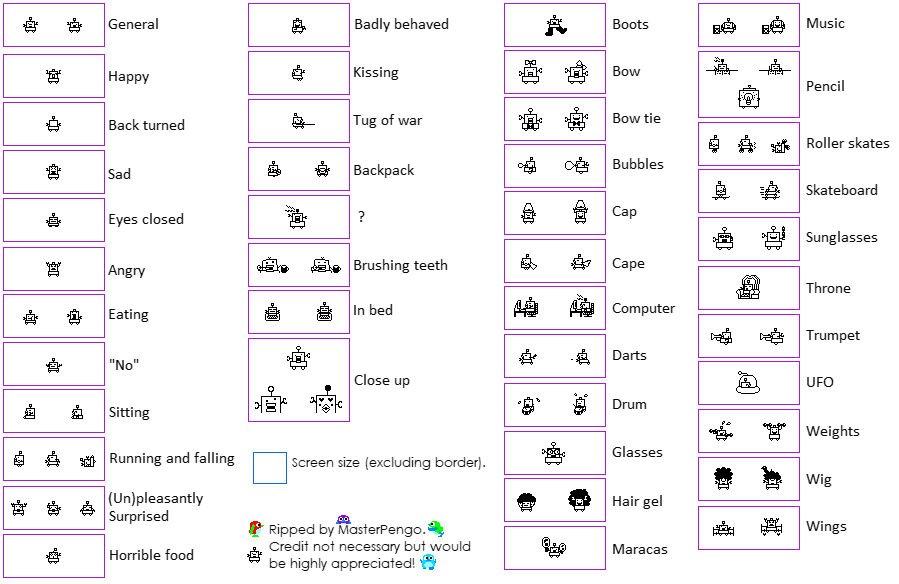 General
Happy
Back turned
Sad
Eyes closed
Angry
Eating
"No"
Sitting
Running and falling
(Un)pleasantly
Surprised
Horrible food
Badly behaved
Kissing
Tug of war
Backpack
?
Brushing teeth
In bed
Close up
Screen size (excluding border).
Ripped by MasterPengo.
Credit not necessary but would
be highly appreciated!
Boots
Bow
Bow tie
Bubbles
Cap
Cape
Computer
Darts
Drum
Glasses
Hair gel
Maracas
Music
Pencil
Roller skates
Skateboard
Sunglasses
Throne
Trumpet
UFO
Weights
Wig
Wings